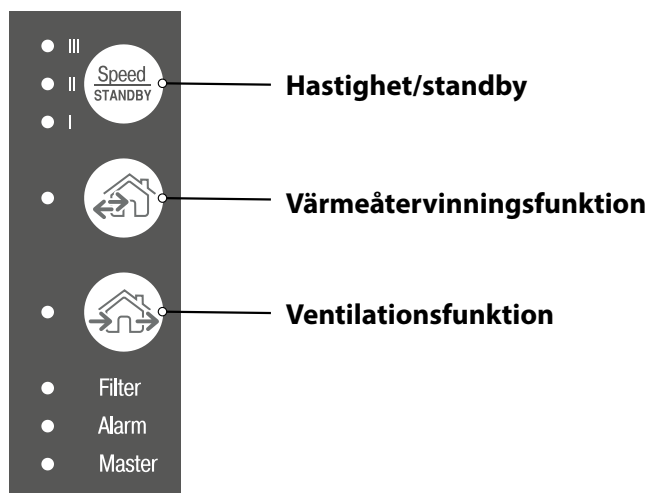 III
Speed
STANDBY
II
I
Hastighet/standby
Värmeåtervinningsfunktion
Ventilationsfunktion
Filter
Alarm
Master